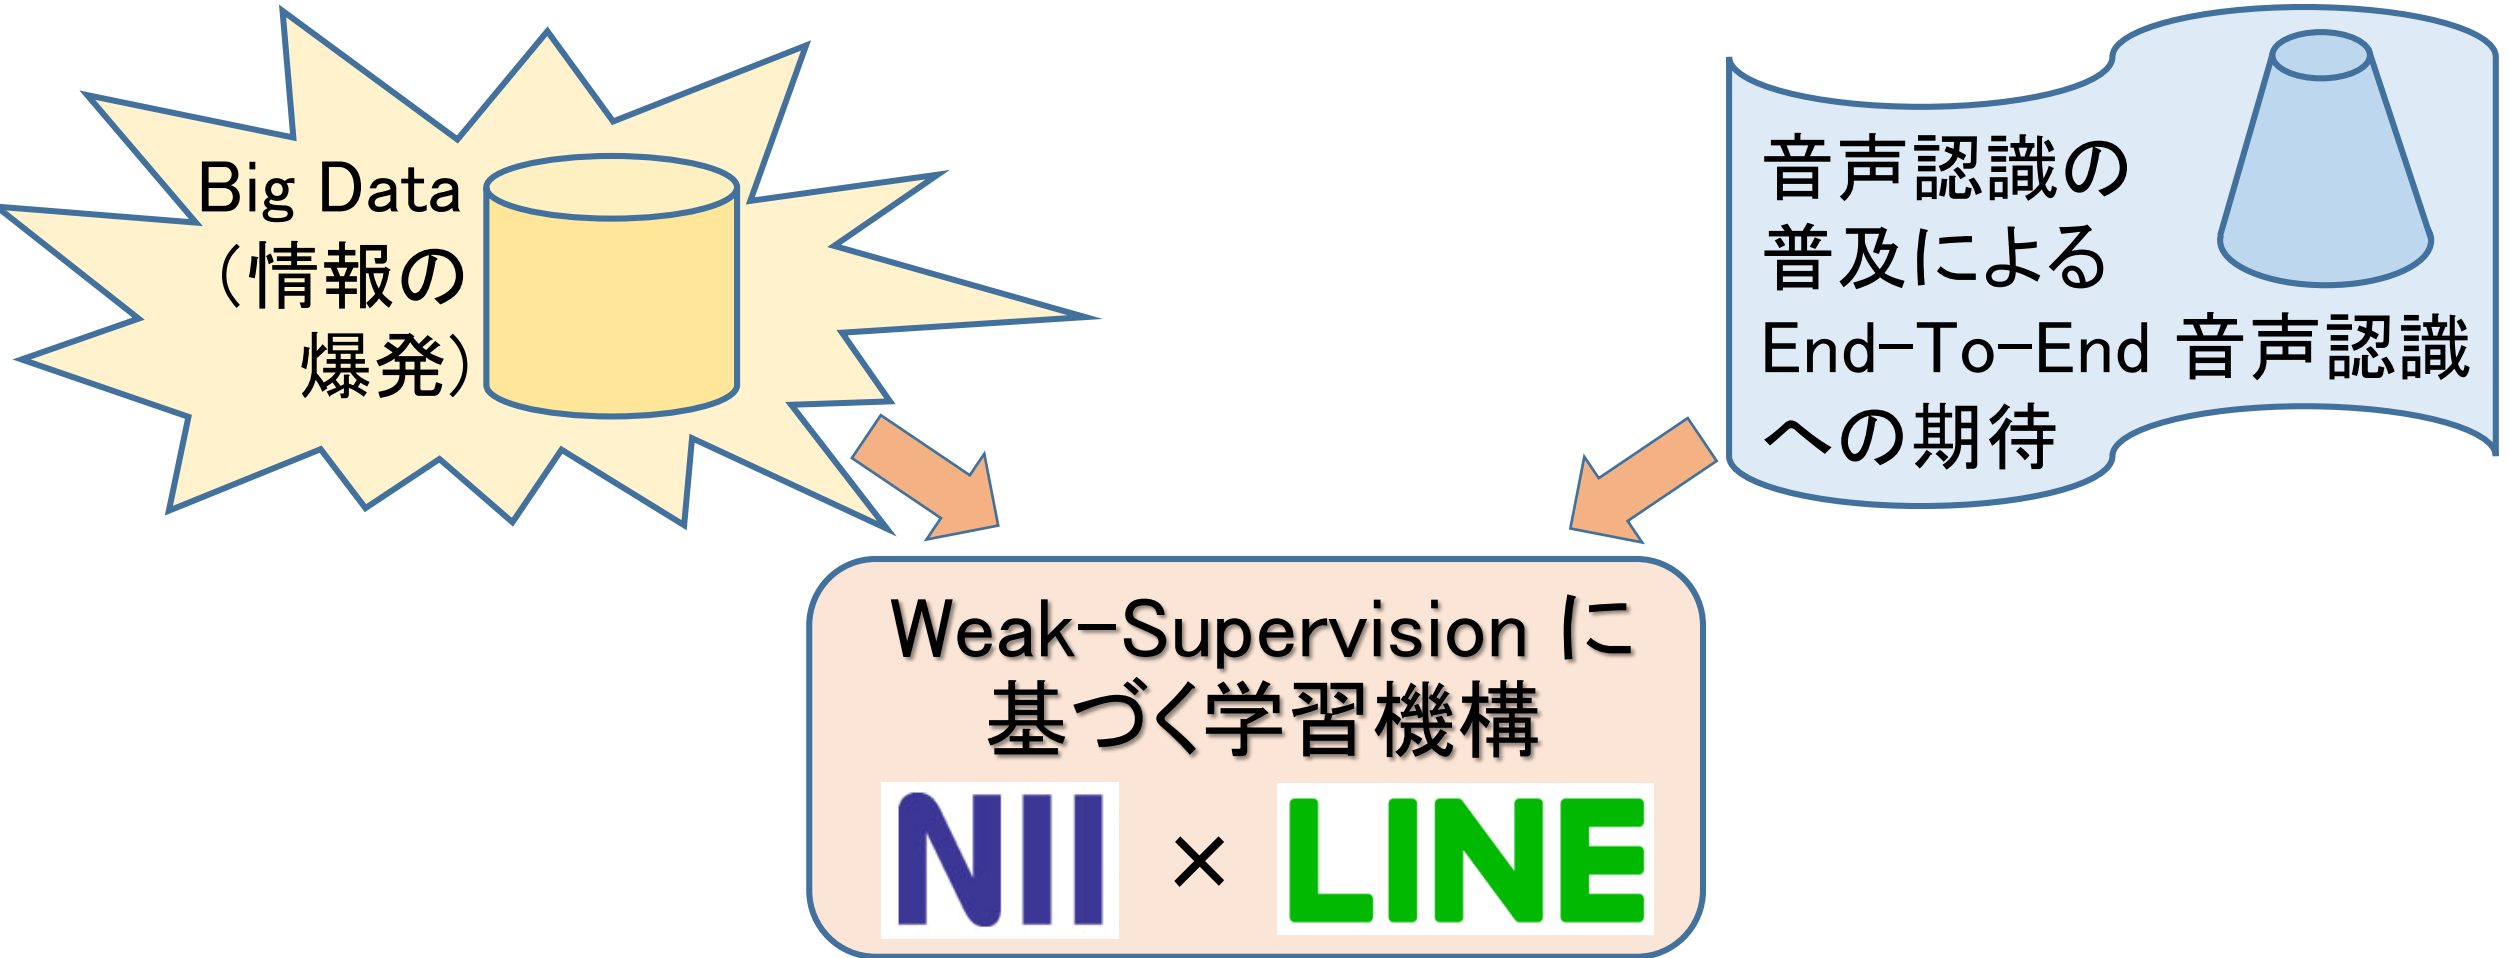 Big Data
（情報の
爆発）
音声認識の
普及による
End-To-End 音声認識
への期待
Weak-Supervision に
基づく学習機構
NII × LINE